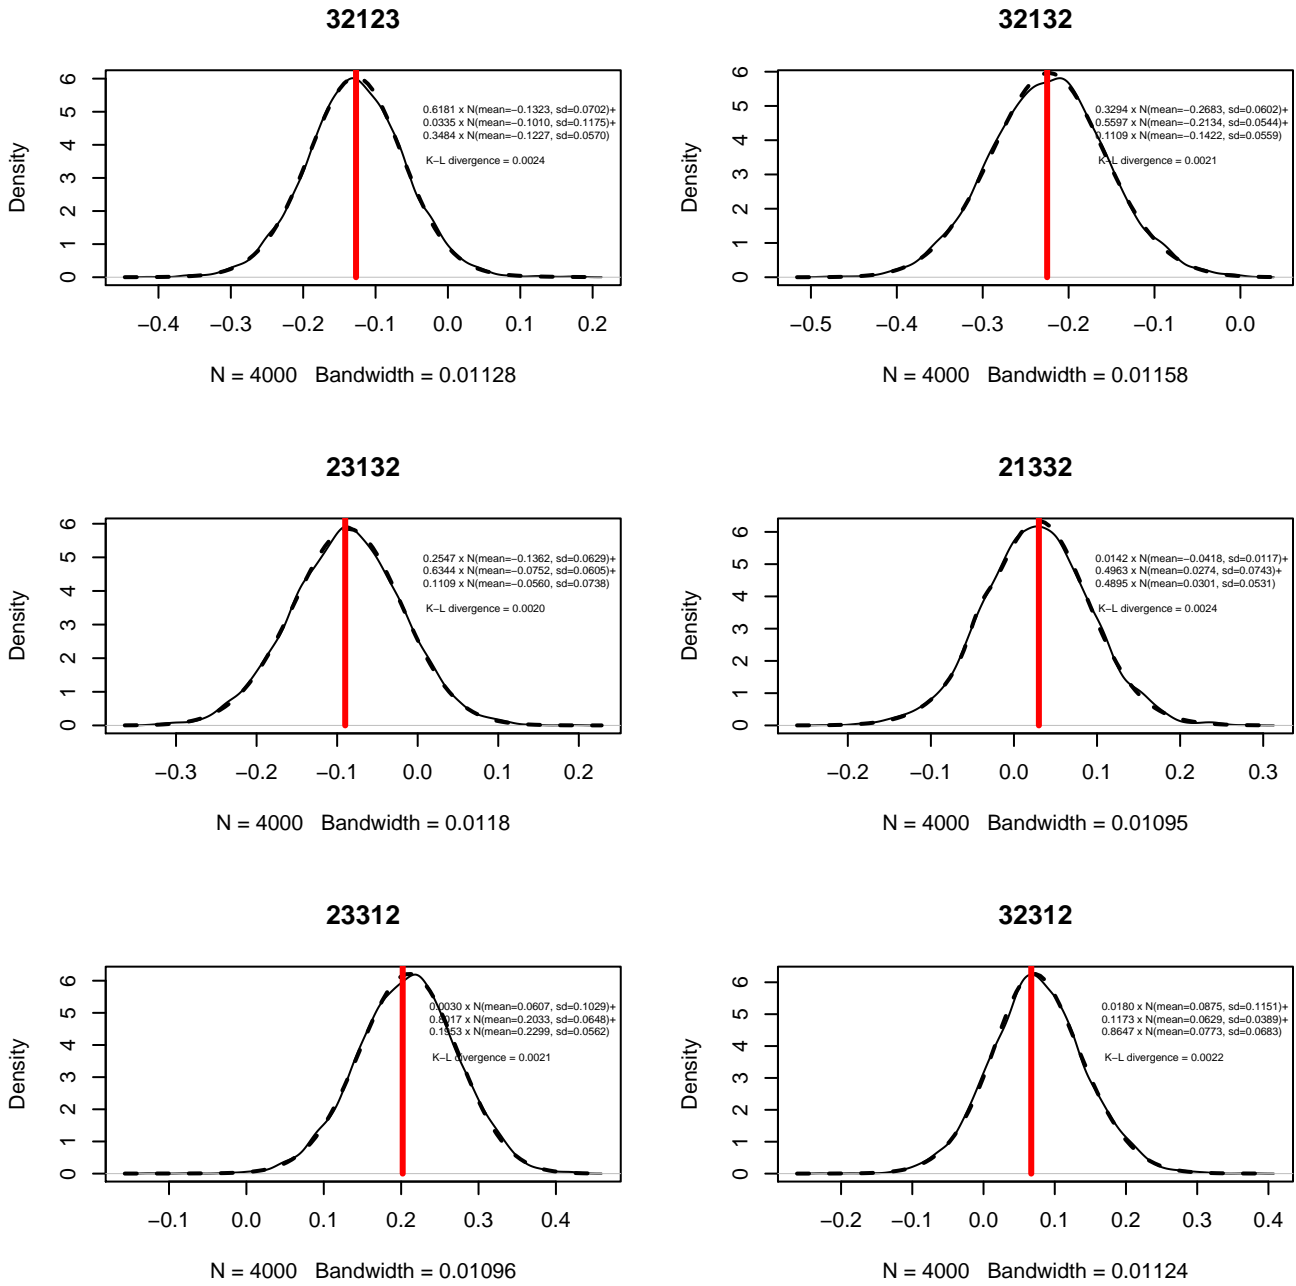 32123
6
5
4
3
2
1
0
Density
0.6181 x N(mean=−0.1323, sd=0.0702)+
0.0335 x N(mean=−0.1010, sd=0.1175)+
0.3484 x N(mean=−0.1227, sd=0.0570)
K−L divergence = 0.0024
−0.4 −0.3 −0.2 −0.1 0.0 0.1 0.2
N = 4000 Bandwidth = 0.01128
32132
6
5
4
3
2
1
0
Density
0.3294 x N(mean=−0.2683, sd=0.0602)+
0.5597 x N(mean=−0.2134, sd=0.0544)+
0.1109 x N(mean=−0.1422, sd=0.0559)
K−L divergence = 0.0021
−0.5 −0.4 −0.3 −0.2 −0.1 0.0
N = 4000 Bandwidth = 0.01158
23132
6
5
4
3
2
1
0
Density
0.2547 x N(mean=−0.1362, sd=0.0629)+
0.6344 x N(mean=−0.0752, sd=0.0605)+
0.1109 x N(mean=−0.0560, sd=0.0738)
K−L divergence = 0.0020
−0.3 −0.2 −0.1 0.0 0.1 0.2
N = 4000 Bandwidth = 0.0118
21332
6
5
4
3
2
1
0
Density
0.0142 x N(mean=−0.0418, sd=0.0117)+
0.4963 x N(mean=0.0274, sd=0.0743)+
0.4895 x N(mean=0.0301, sd=0.0531)
K−L divergence = 0.0024
−0.2 −0.1 0.0 0.1 0.2 0.3
N = 4000 Bandwidth = 0.01095
23312
6
5
4
3
2
1
0
Density
0.0030 x N(mean=0.0607, sd=0.1029)+
0.8017 x N(mean=0.2033, sd=0.0648)+
0.1953 x N(mean=0.2299, sd=0.0562)
K−L divergence = 0.0021
−0.1 0.0 0.1 0.2 0.3 0.4
N = 4000 Bandwidth = 0.01096
32312
6
5
4
3
2
1
0
Density
0.0180 x N(mean=0.0875, sd=0.1151)+
0.1173 x N(mean=0.0629, sd=0.0389)+
0.8647 x N(mean=0.0773, sd=0.0683)
K−L divergence = 0.0022
−0.2 −0.1 0.0 0.1 0.2 0.3 0.4
N = 4000 Bandwidth = 0.01124